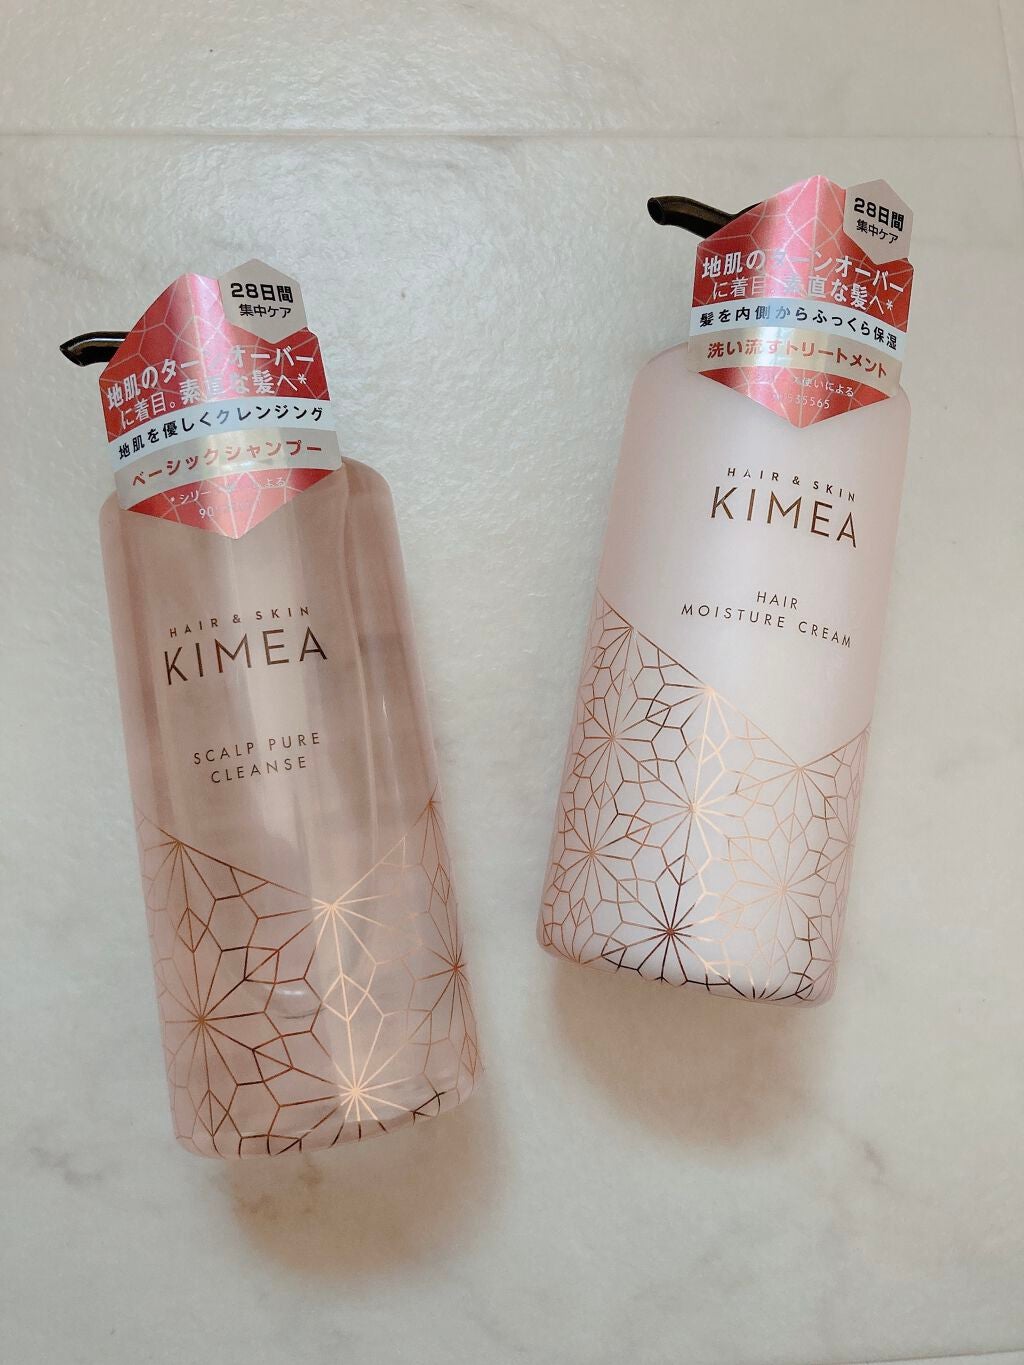 28日間
集中ケア
地肌のターンオーバー
に着目。素直な髪へ*
地肌を優しくクレンジング
ベーシックシャンプー
HAIR & SKIN
KIMEA
SCALP PURE
CLEANSE
28日間
集中ケア
地肌のターンオーバー
に着目。素直な髪へ*
髪を内側からふっくら保湿
洗い流すトリートメント
使いによる
HAIR & SKIN
KIMEA
HAIR
MOISTURE CREAM